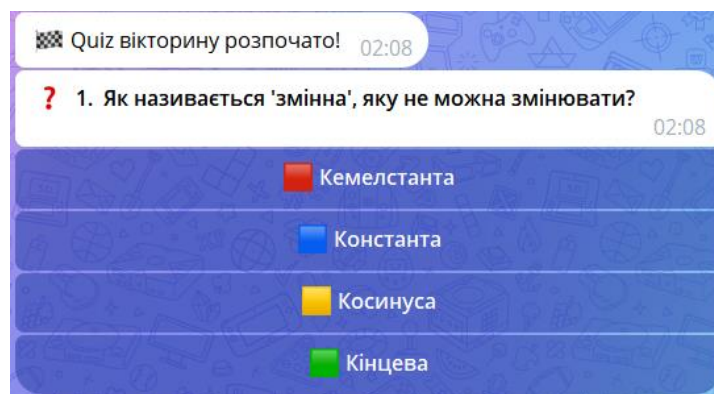 Quiz вікторину розпочато! 02:08
1. Як називається 'змінна', яку не можна змінювати?
02:08
Кемелстанта
Константа
Косинуса
Кінцева